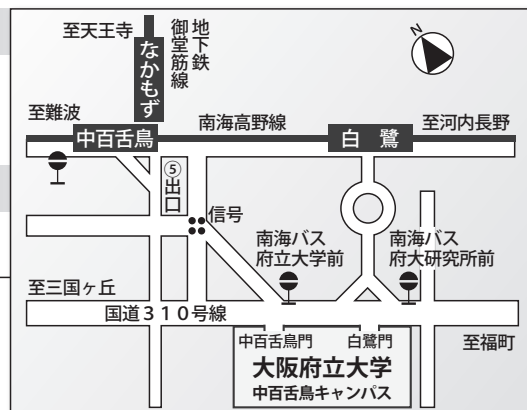 至天王寺
なかもず
地下鉄
御堂筋線
N
至難波
中百舌鳥
南海高野線
白鷺
至河内長野
⑤出口
信号
南海バス
府立大学前
南海バス
府大研究所前
至三国ヶ丘
国道310号線
中百舌鳥門
白鷺門
至福町
大阪府立大学
中百舌鳥キャンパス